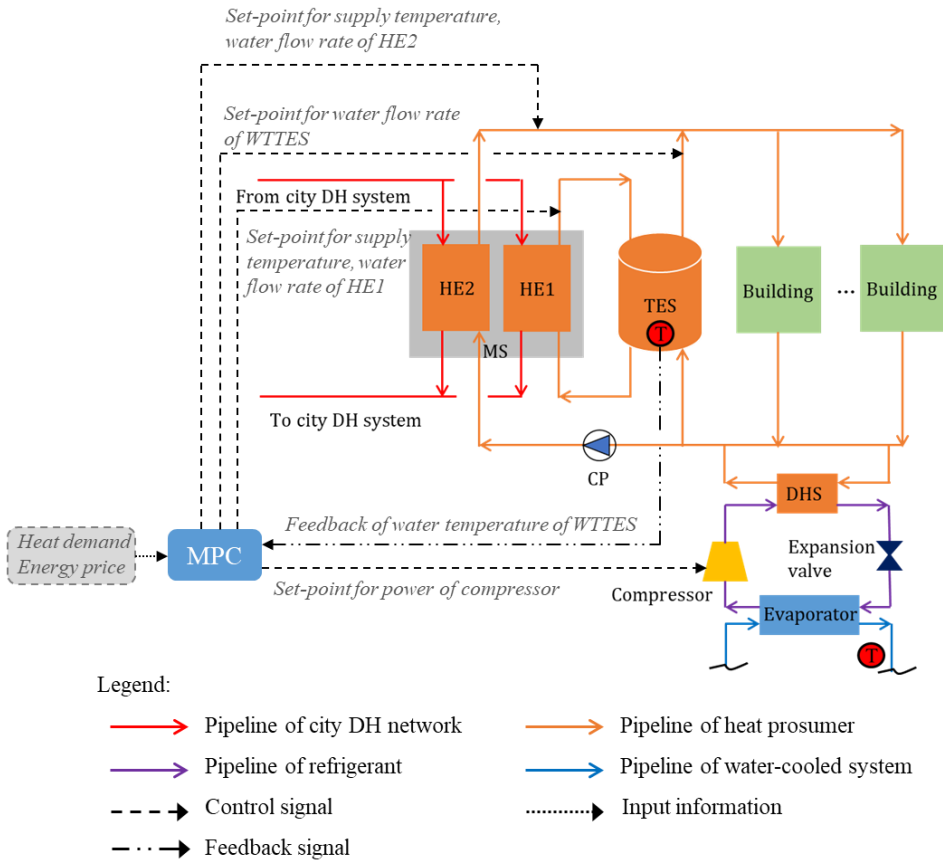 Set-point for supply temperature,
water flow rate of HE2
Set-point for water flow rate
of WTTES
From city DH system
Set-point for supply
temperature, water
flow rate of HE1
HE2
HE1
TES
T
MS
Building
...
Building
To city DH system
CP
DHS
Feedback of water temperature of WTTES
Heat demand
Energy price
MPC
Set-point for power of compressor
Compressor
Expansion
valve
Evaporator
T
Legend:
Pipeline of city DH network
Pipeline of heat prosumer
Pipeline of refrigerant
Pipeline of water-cooled system
Control signal
Input information
Feedback signal